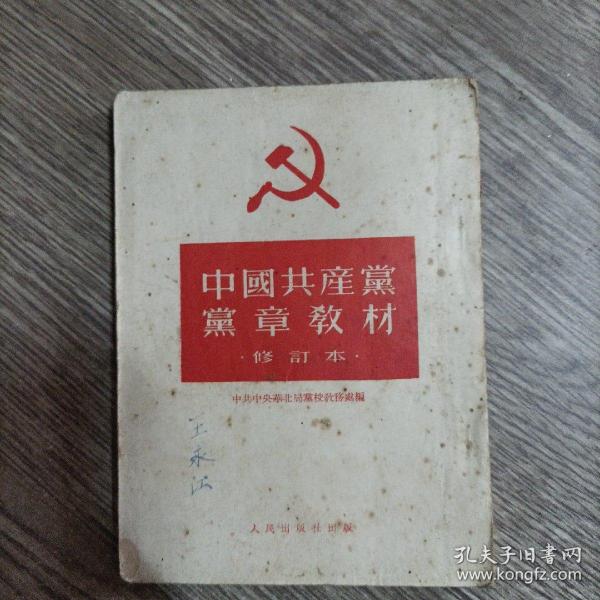 中國共産黨
黨章教材
·修訂本·
中共中央華北局黨校教務處編
王永江
人民出版社出版
孔夫子旧书网
www.kongfz.com